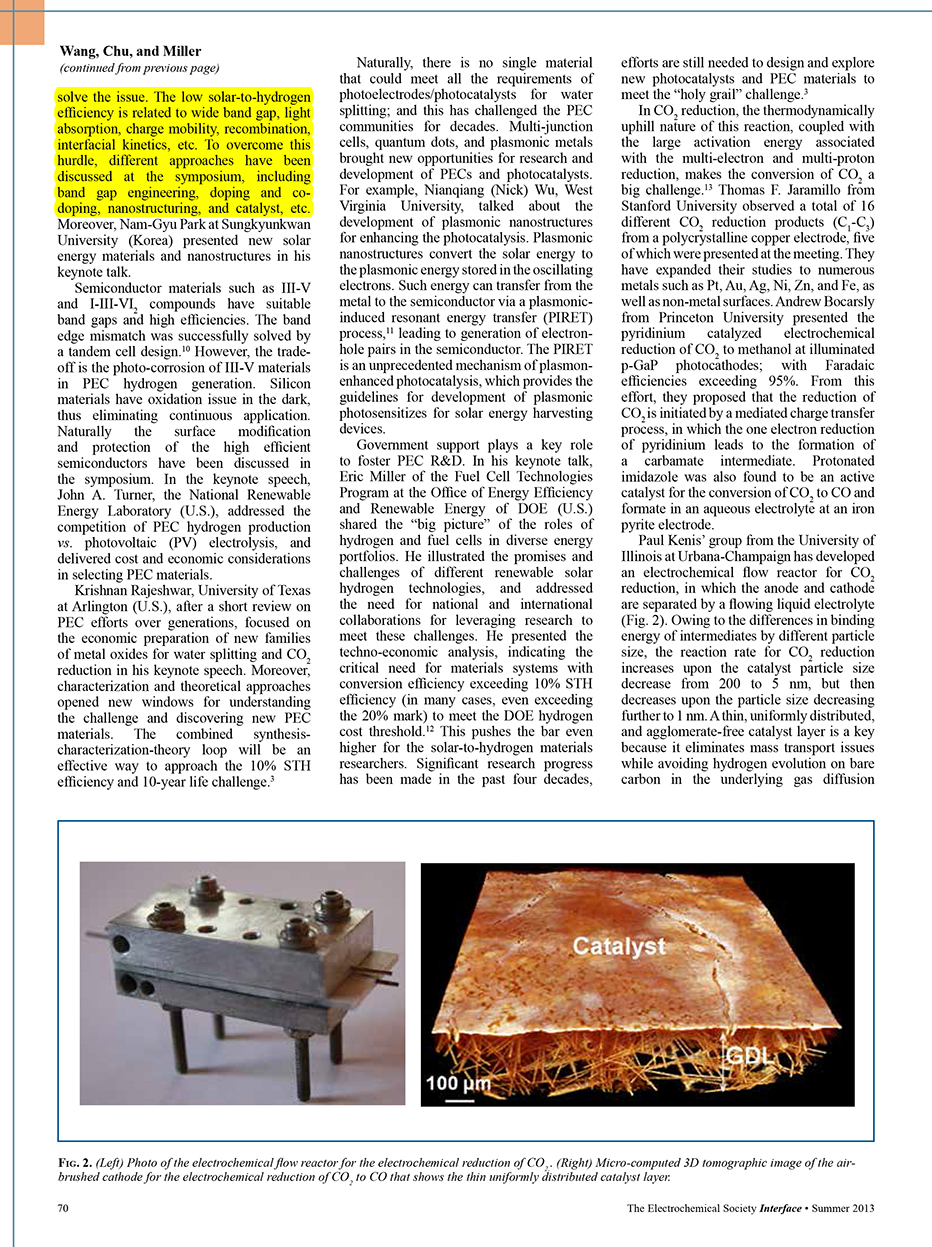 Wang, Chu, and Miller
(continued from previous page)
solve the issue. The low solar-to-hydrogen
efficiency is related to wide band gap, light
absorption, charge mobility, recombination,
interfacial kinetics, etc. To overcome this
hurdle, different approaches have been
discussed at the symposium, including
band gap engineering, doping and co-
doping, nanostructuring, and catalyst, etc.
Moreover, Nam-Gyu Park at Sungkyunkwan
University (Korea) presented new solar
energy materials and nanostructures in his
keynote talk.
Semiconductor materials such as III-V
and I-III-VI₂ compounds have suitable
band gaps and high efficiencies. The band
edge mismatch was successfully solved by
a tandem cell design.¹⁰ However, the trade-
off is the photo-corrosion of III-V materials
in PEC hydrogen generation. Silicon
materials have oxidation issue in the dark,
thus eliminating continuous application.
Naturally the surface modification
and protection of the high efficient
semiconductors have been discussed in
the symposium. In the keynote speech,
John A. Turner, the National Renewable
Energy Laboratory (U.S.), addressed the
competition of PEC hydrogen production
vs. photovoltaic (PV) electrolysis, and
delivered cost and economic considerations
in selecting PEC materials.
Krishnan Rajeshwar, University of Texas
at Arlington (U.S.), after a short review on
PEC efforts over generations, focused on
the economic preparation of new families
of metal oxides for water splitting and CO₂
reduction in his keynote speech. Moreover,
characterization and theoretical approaches
opened new windows for understanding
the challenge and discovering new PEC
materials. The combined synthesis-
characterization-theory loop will be an
effective way to approach the 10% STH
efficiency and 10-year life challenge.³
Naturally, there is no single material
that could meet all the requirements of
photoelectrodes/photocatalysts for water
splitting; and this has challenged the PEC
communities for decades. Multi-junction
cells, quantum dots, and plasmonic metals
brought new opportunities for research and
development of PECs and photocatalysts.
For example, Nianqiang (Nick) Wu, West
Virginia University, talked about the
development of plasmonic nanostructures
for enhancing the photocatalysis. Plasmonic
nanostructures convert the solar energy to
the plasmonic energy stored in the oscillating
electrons. Such energy can transfer from the
metal to the semiconductor via a plasmonic-
induced resonant energy transfer (PIRET)
process,¹¹ leading to generation of electron-
hole pairs in the semiconductor. The PIRET
is an unprecedented mechanism of plasmon-
enhanced photocatalysis, which provides the
guidelines for development of plasmonic
photosensitizes for solar energy harvesting
devices.
Government support plays a key role
to foster PEC R&D. In his keynote talk,
Eric Miller of the Fuel Cell Technologies
Program at the Office of Energy Efficiency
and Renewable Energy of DOE (U.S.)
shared the “big picture” of the roles of
hydrogen and fuel cells in diverse energy
portfolios. He illustrated the promises and
challenges of different renewable solar
hydrogen technologies, and addressed
the need for national and international
collaborations for leveraging research to
meet these challenges. He presented the
techno-economic analysis, indicating the
critical need for materials systems with
conversion efficiency exceeding 10% STH
efficiency (in many cases, even exceeding
the 20% mark) to meet the DOE hydrogen
cost threshold.¹² This pushes the bar even
higher for the solar-to-hydrogen materials
researchers. Significant research progress
has been made in the past four decades,
efforts are still needed to design and explore
new photocatalysts and PEC materials to
meet the “holy grail” challenge.³
In CO₂ reduction, the thermodynamically
uphill nature of this reaction, coupled with
the large activation energy associated
with the multi-electron and multi-proton
reduction, makes the conversion of CO₂ a
big challenge.¹³ Thomas F. Jaramillo from
Stanford University observed a total of 16
different CO₂ reduction products (C₁-C₃)
from a polycrystalline copper electrode, five
of which were presented at the meeting. They
have expanded their studies to numerous
metals such as Pt, Au, Ag, Ni, Zn, and Fe, as
well as non-metal surfaces. Andrew Bocarsly
from Princeton University presented the
pyridinium catalyzed electrochemical
reduction of CO₂ to methanol at illuminated
p-GaP photocathodes; with Faradaic
efficiencies exceeding 95%. From this
effort, they proposed that the reduction of
CO₂ is initiated by a mediated charge transfer
process, in which the one electron reduction
of pyridinium leads to the formation of
a carbamate intermediate. Protonated
imidazole was also found to be an active
catalyst for the conversion of CO₂ to CO and
formate in an aqueous electrolyte at an iron
pyrite electrode.
Paul Kenis’ group from the University of
Illinois at Urbana-Champaign has developed
an electrochemical flow reactor for CO₂
reduction, in which the anode and cathode
are separated by a flowing liquid electrolyte
(Fig. 2). Owing to the differences in binding
energy of intermediates by different particle
size, the reaction rate for CO₂ reduction
increases upon the catalyst particle size
decrease from 200 to 5 nm, but then
decreases upon the particle size decreasing
further to 1 nm. A thin, uniformly distributed,
and agglomerate-free catalyst layer is a key
because it eliminates mass transport issues
while avoiding hydrogen evolution on bare
carbon in the underlying gas diffusion
Catalyst
GDL
100 µm
FIG. 2. (Left) Photo of the electrochemical flow reactor for the electrochemical reduction of CO₂. (Right) Micro-computed 3D tomographic image of the air-
brushed cathode for the electrochemical reduction of CO₂ to CO that shows the thin uniformly distributed catalyst layer.
70
The Electrochemical Society Interface • Summer 2013